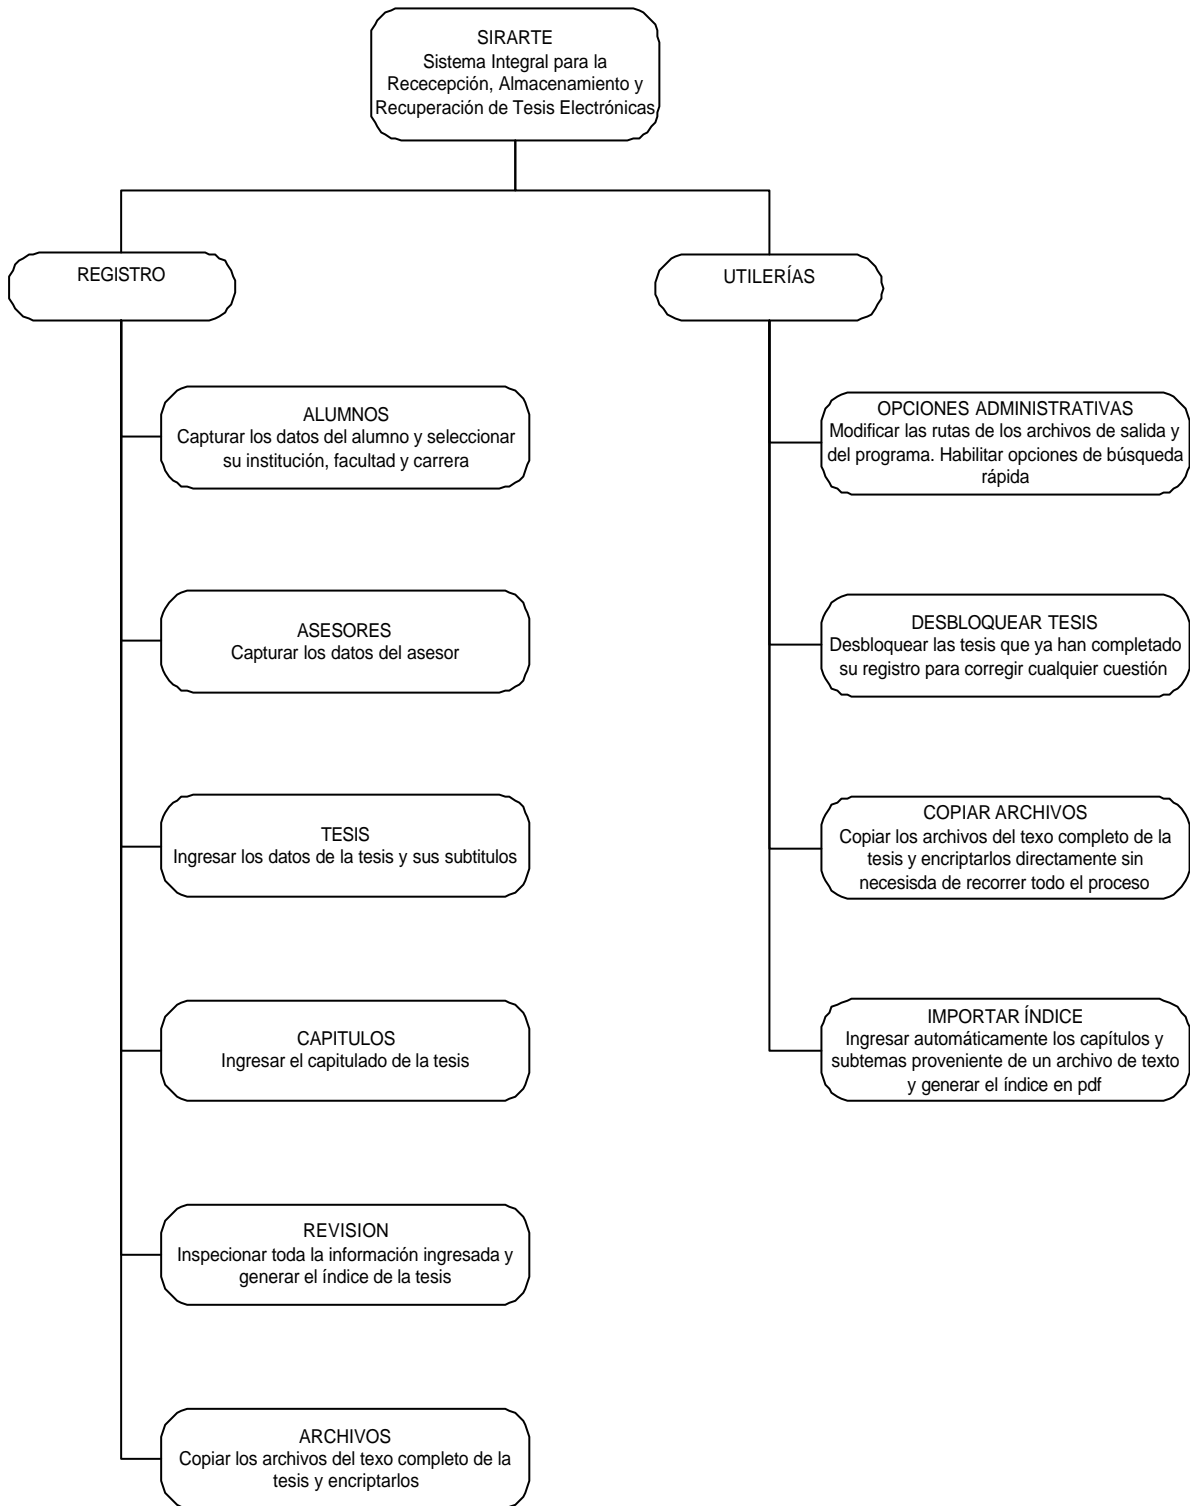 SIRARTE
Sistema Integral para la
Rececepción, Almacenamiento y
Recuperación de Tesis Electrónicas
REGISTRO
UTILERÍAS
ALUMNOS
Capturar los datos del alumno y seleccionar
su institución, facultad y carrera
ASESORES
Capturar los datos del asesor
TESIS
Ingresar los datos de la tesis y sus subtitulos
CAPITULOS
Ingresar el capitulado de la tesis
REVISION
Inspecionar toda la información ingresada y
generar el índice de la tesis
ARCHIVOS
Copiar los archivos del texo completo de la
tesis y encriptarlos
OPCIONES ADMINISTRATIVAS
Modificar las rutas de los archivos de salida y
del programa. Habilitar opciones de búsqueda
rápida
DESBLOQUEAR TESIS
Desbloquear las tesis que ya han completado
su registro para corregir cualquier cuestión
COPIAR ARCHIVOS
Copiar los archivos del texo completo de la
tesis y encriptarlos directamente sin
necesisda de recorrer todo el proceso
IMPORTAR ÍNDICE
Ingresar automáticamente los capítulos y
subtemas proveniente de un archivo de texto
y generar el índice en pdf